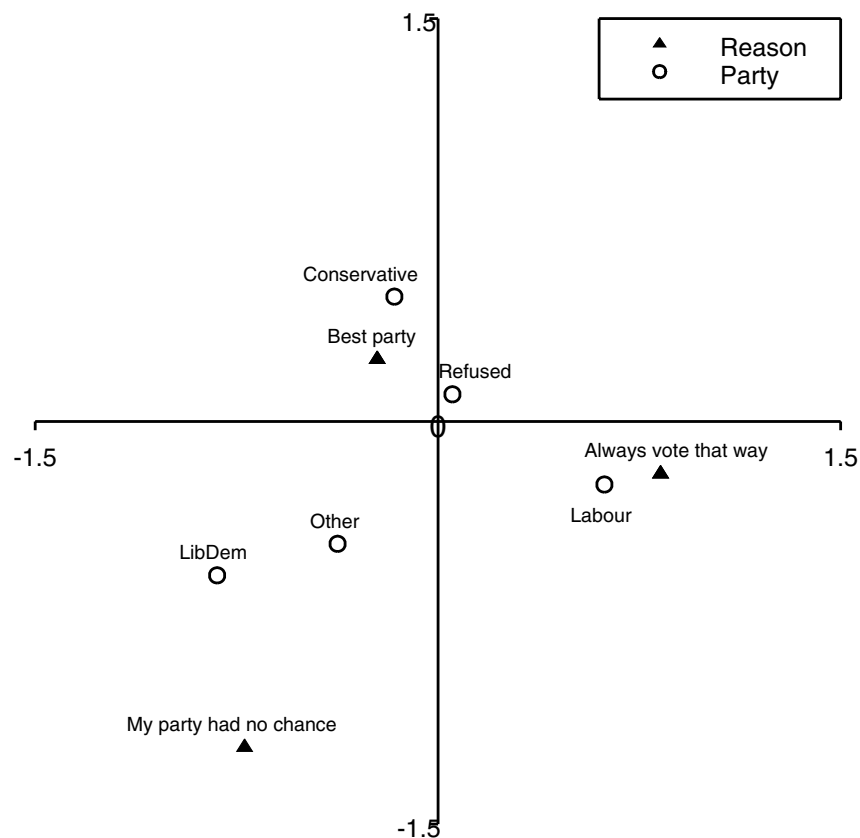 1.5
Reason
Party
Conservative
Best party
Refused
0
-1.5
1.5
Always vote that way
Labour
Other
LibDem
My party had no chance
-1.5